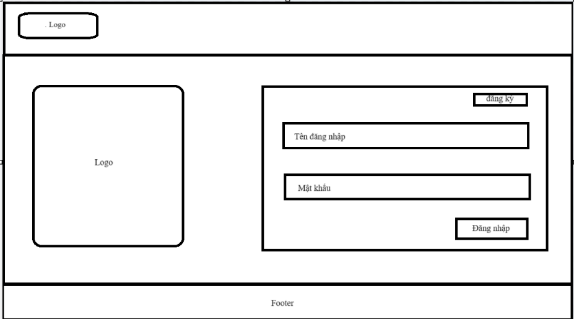 Logo
Logo
đăng ký
Tên đăng nhập
Mật khẩu
Đăng nhập
Footer